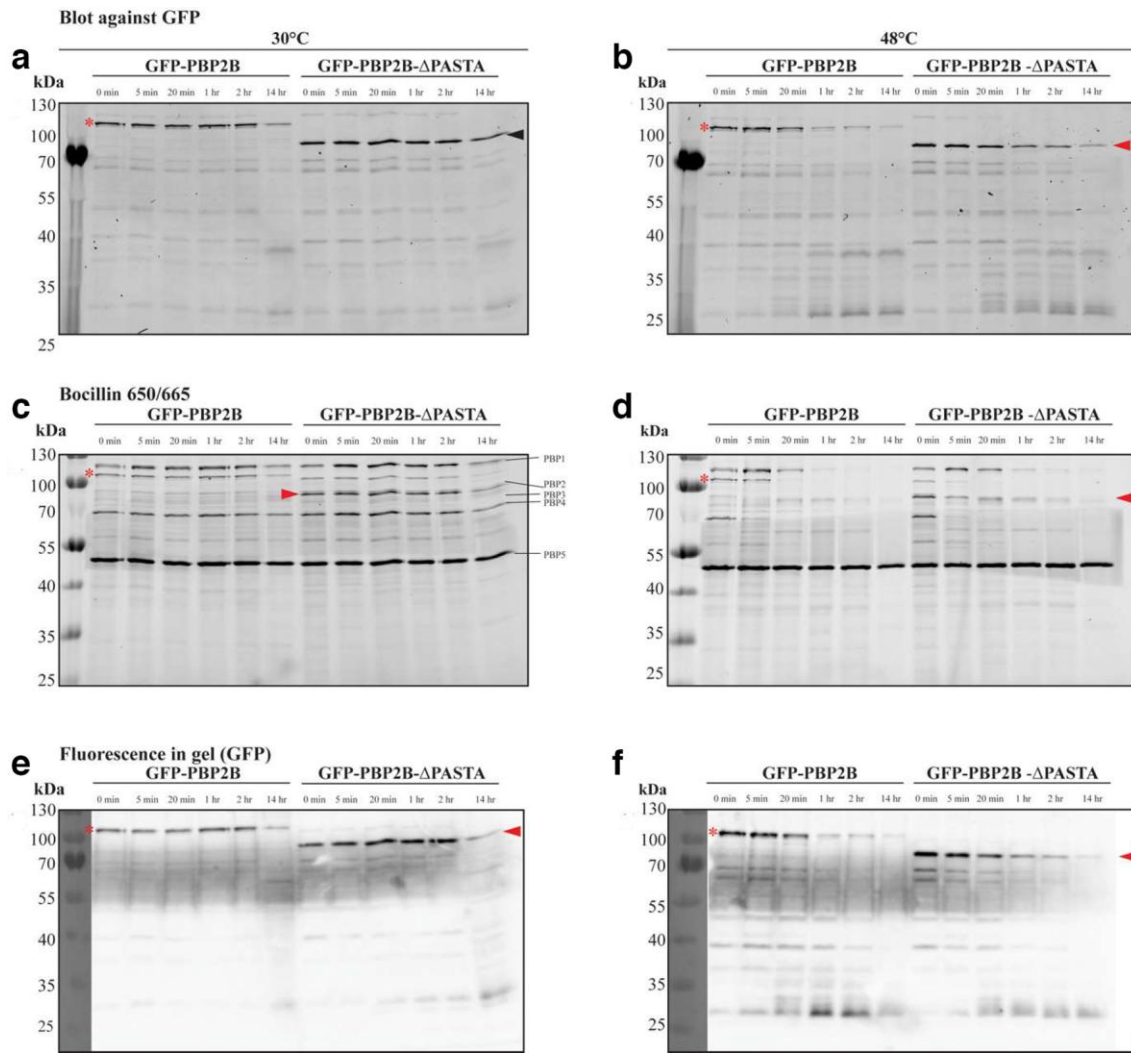 Blot against GFP
a
30°C
GFP-PBP2B GFP-PBP2B-ΔPASTA
kDa
0 min 5 min 20 min 1 hr 2 hr 14 hr 0 min 5 min 20 min 1 hr 2 hr 14 hr
130
*
100
70
55
40
35
25
b
48°C
GFP-PBP2B GFP-PBP2B -ΔPASTA
kDa
0 min 5 min 20 min 1 hr 2 hr 14 hr 0 min 5 min 20 min 1 hr 2 hr 14 hr
130
*
100
70
55
40
35
25
Bocillin 650/665
c
GFP-PBP2B GFP-PBP2B-ΔPASTA
kDa
0 min 5 min 20 min 1 hr 2 hr 14 hr 0 min 5 min 20 min 1 hr 2 hr 14 hr
130
*
100
70
55
40
35
25
PBP1
PBP2
PBP3
PBP4
PBP5
d
GFP-PBP2B GFP-PBP2B -ΔPASTA
kDa
0 min 5 min 20 min 1 hr 2 hr 14 hr 0 min 5 min 20 min 1 hr 2 hr 14 hr
130
*
100
70
55
40
35
25
Fluorescence in gel (GFP)
e
GFP-PBP2B GFP-PBP2B-ΔPASTA
kDa
0 min 5 min 20 min 1 hr 2 hr 14 hr 0 min 5 min 20 min 1 hr 2 hr 14 hr
130
*
100
70
55
40
35
25
f
GFP-PBP2B GFP-PBP2B -ΔPASTA
kDa
0 min 5 min 20 min 1 hr 2 hr 14 hr 0 min 5 min 20 min 1 hr 2 hr 14 hr
130
*
100
70
55
40
35
25